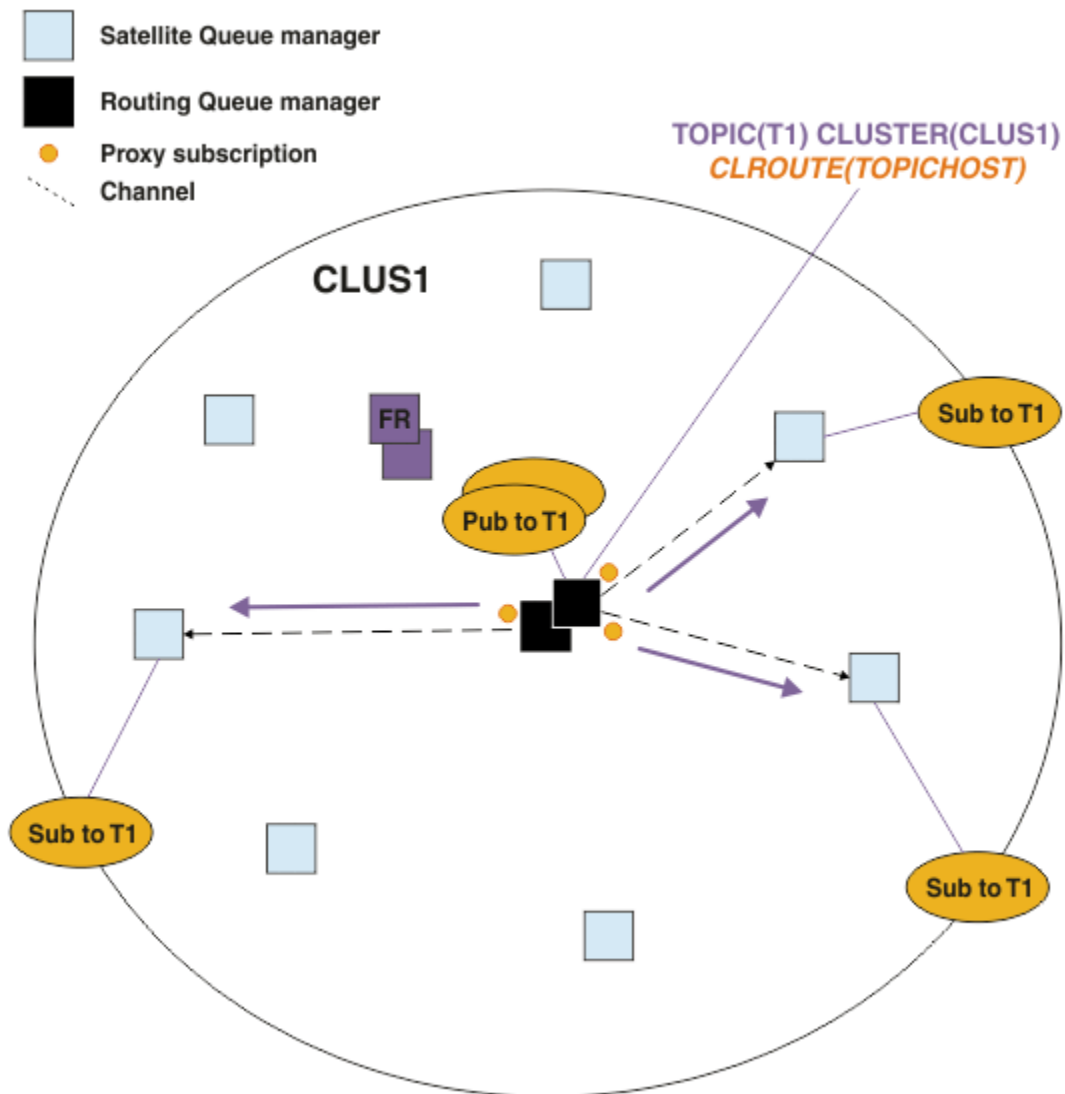 Satellite Queue manager
Routing Queue manager
Proxy subscription
Channel
TOPIC(T1) CLUSTER(CLUS1)
CLROUTE(TOPICHOST)
CLUS1
FR
Sub to T1
Pub to T1
Sub to T1
Sub to T1